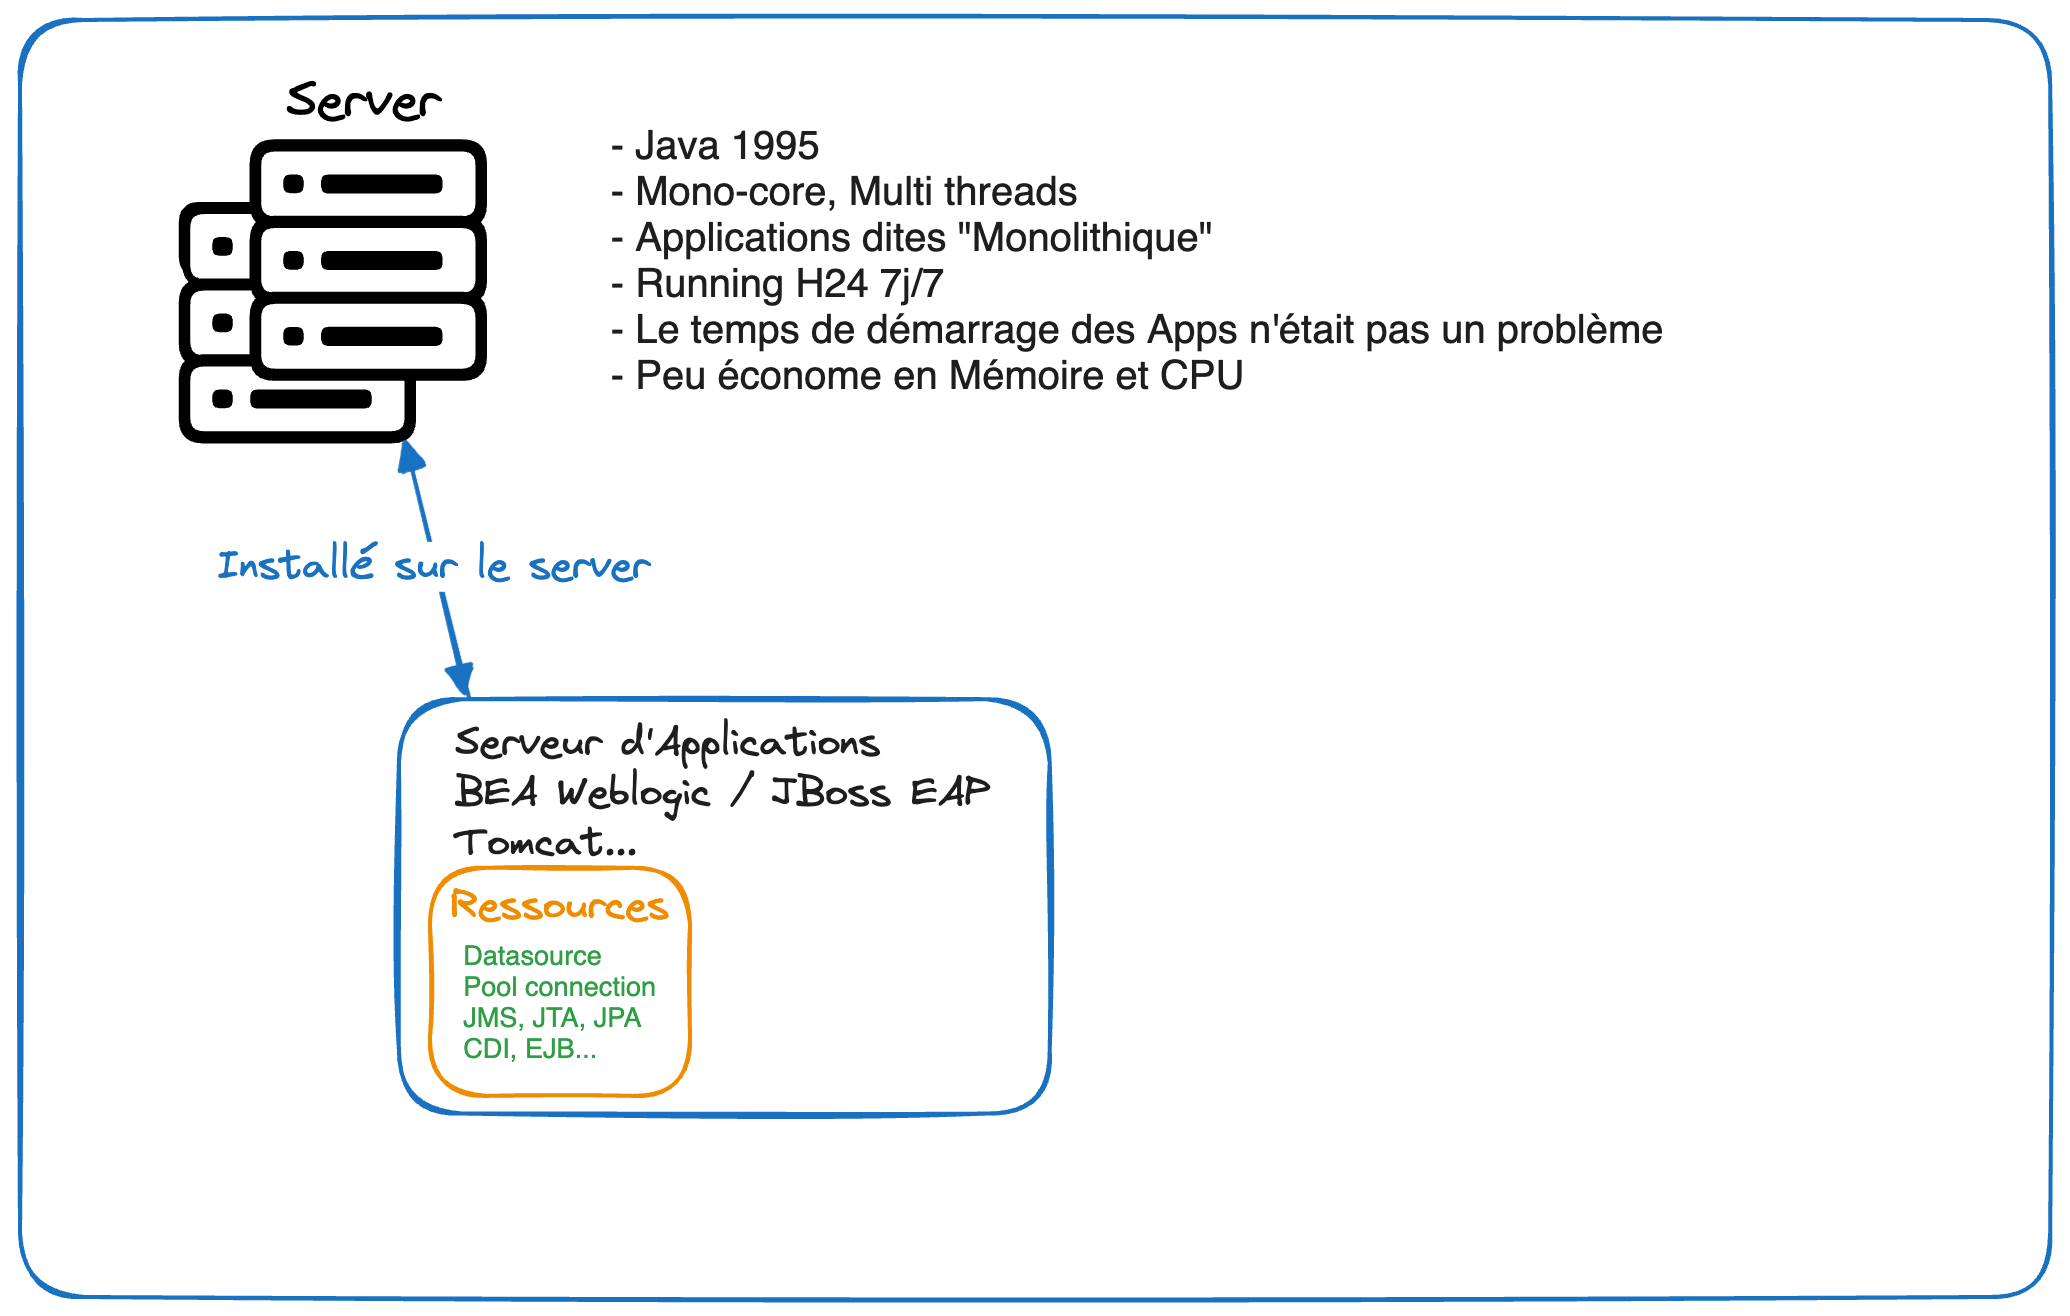 Server
- Java 1995
- Mono-core, Multi threads
- Applications dites "Monolithique"
- Running H24 7j/7
- Le temps de démarrage des Apps n'était pas un problème
- Peu économe en Mémoire et CPU
Installé sur le server
Serveur d'Applications
BEA Weblogic / JBoss EAP
Tomcat...
Ressources
Datasource
Pool connection
JMS, JTA, JPA
CDI, EJB...